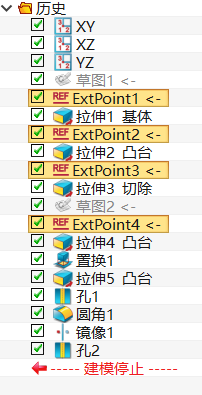 历史
XY
XZ
YZ
草图1 <-
REF ExtPoint1 <-
拉伸1 基体
REF ExtPoint2 <-
拉伸2 凸台
REF ExtPoint3 <-
拉伸3 切除
草图2 <-
REF ExtPoint4 <-
拉伸4 凸台
置换1
拉伸5 凸台
孔1
圆角1
镜像1
孔2
----- 建模停止 -----